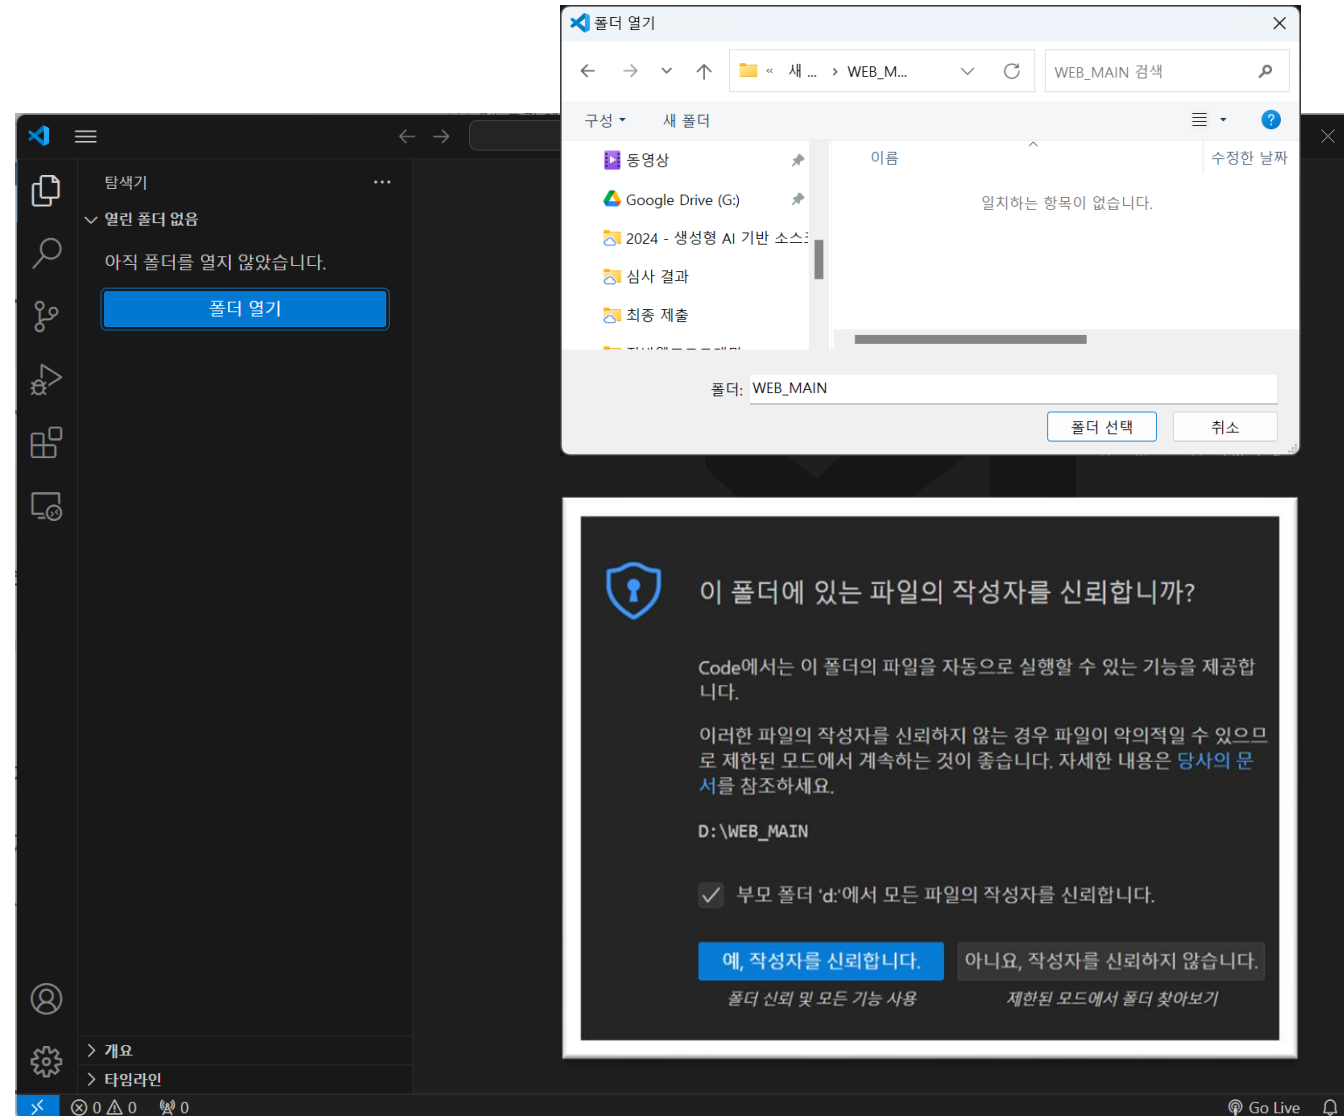 폴더 열기
« 새 ... › WEB_M...
WEB_MAIN 검색
구성
새 폴더
동영상
Google Drive (G:)
2024 - 생성형 AI 기반 소스
심사 결과
최종 제출
이름
수정한 날짜
일치하는 항목이 없습니다.
폴더: WEB_MAIN
폴더 선택
취소
탐색기
열린 폴더 없음
아직 폴더를 열지 않았습니다.
폴더 열기
이 폴더에 있는 파일의 작성자를 신뢰합니까?
Code에서는 이 폴더의 파일을 자동으로 실행할 수 있는 기능을 제공합
니다.
이러한 파일의 작성자를 신뢰하지 않는 경우 파일이 악의적일 수 있으므
로 제한된 모드에서 계속하는 것이 좋습니다. 자세한 내용은 당사의 문
서를 참조하세요.
D:\WEB_MAIN
부모 폴더 'd:'에서 모든 파일의 작성자를 신뢰합니다.
예, 작성자를 신뢰합니다.
아니요, 작성자를 신뢰하지 않습니다.
폴더 신뢰 및 모든 기능 사용
제한된 모드에서 폴더 찾아보기
개요
타임라인
0 0 0
Go Live